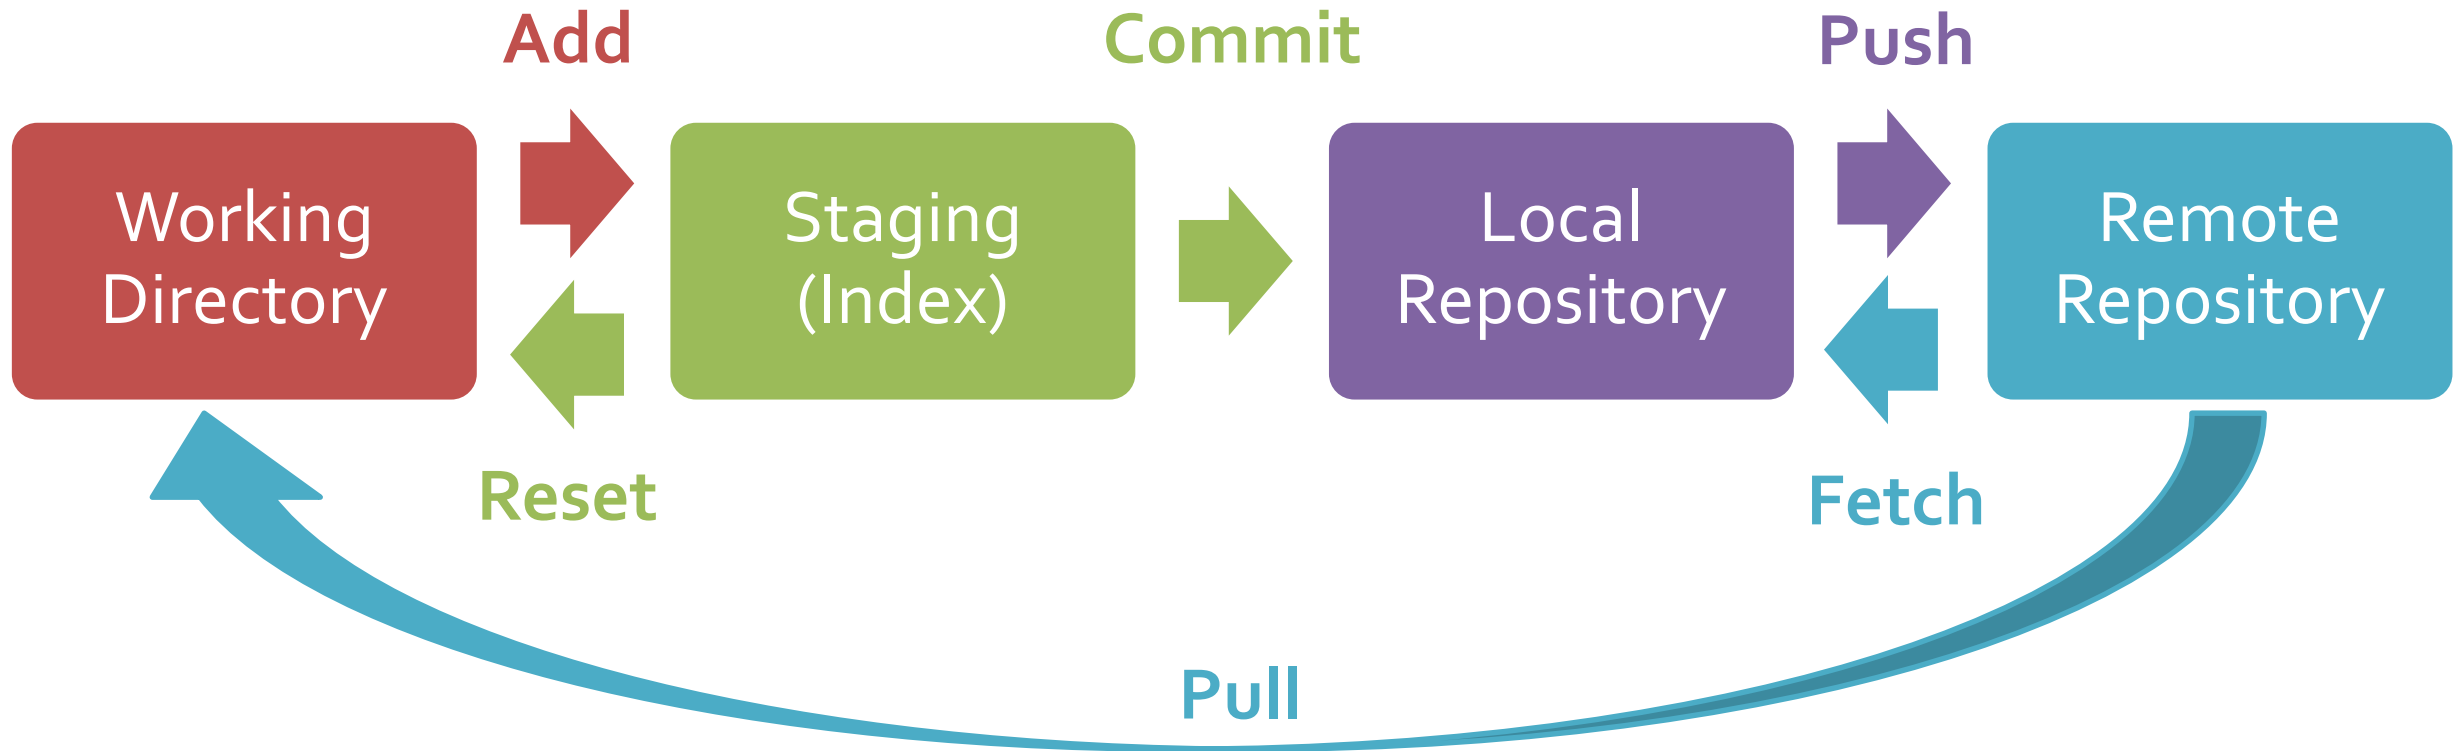 Add
Commit
Push
Working
Directory
Staging
(Index)
Local
Repository
Remote
Repository
Reset
Fetch
Pull